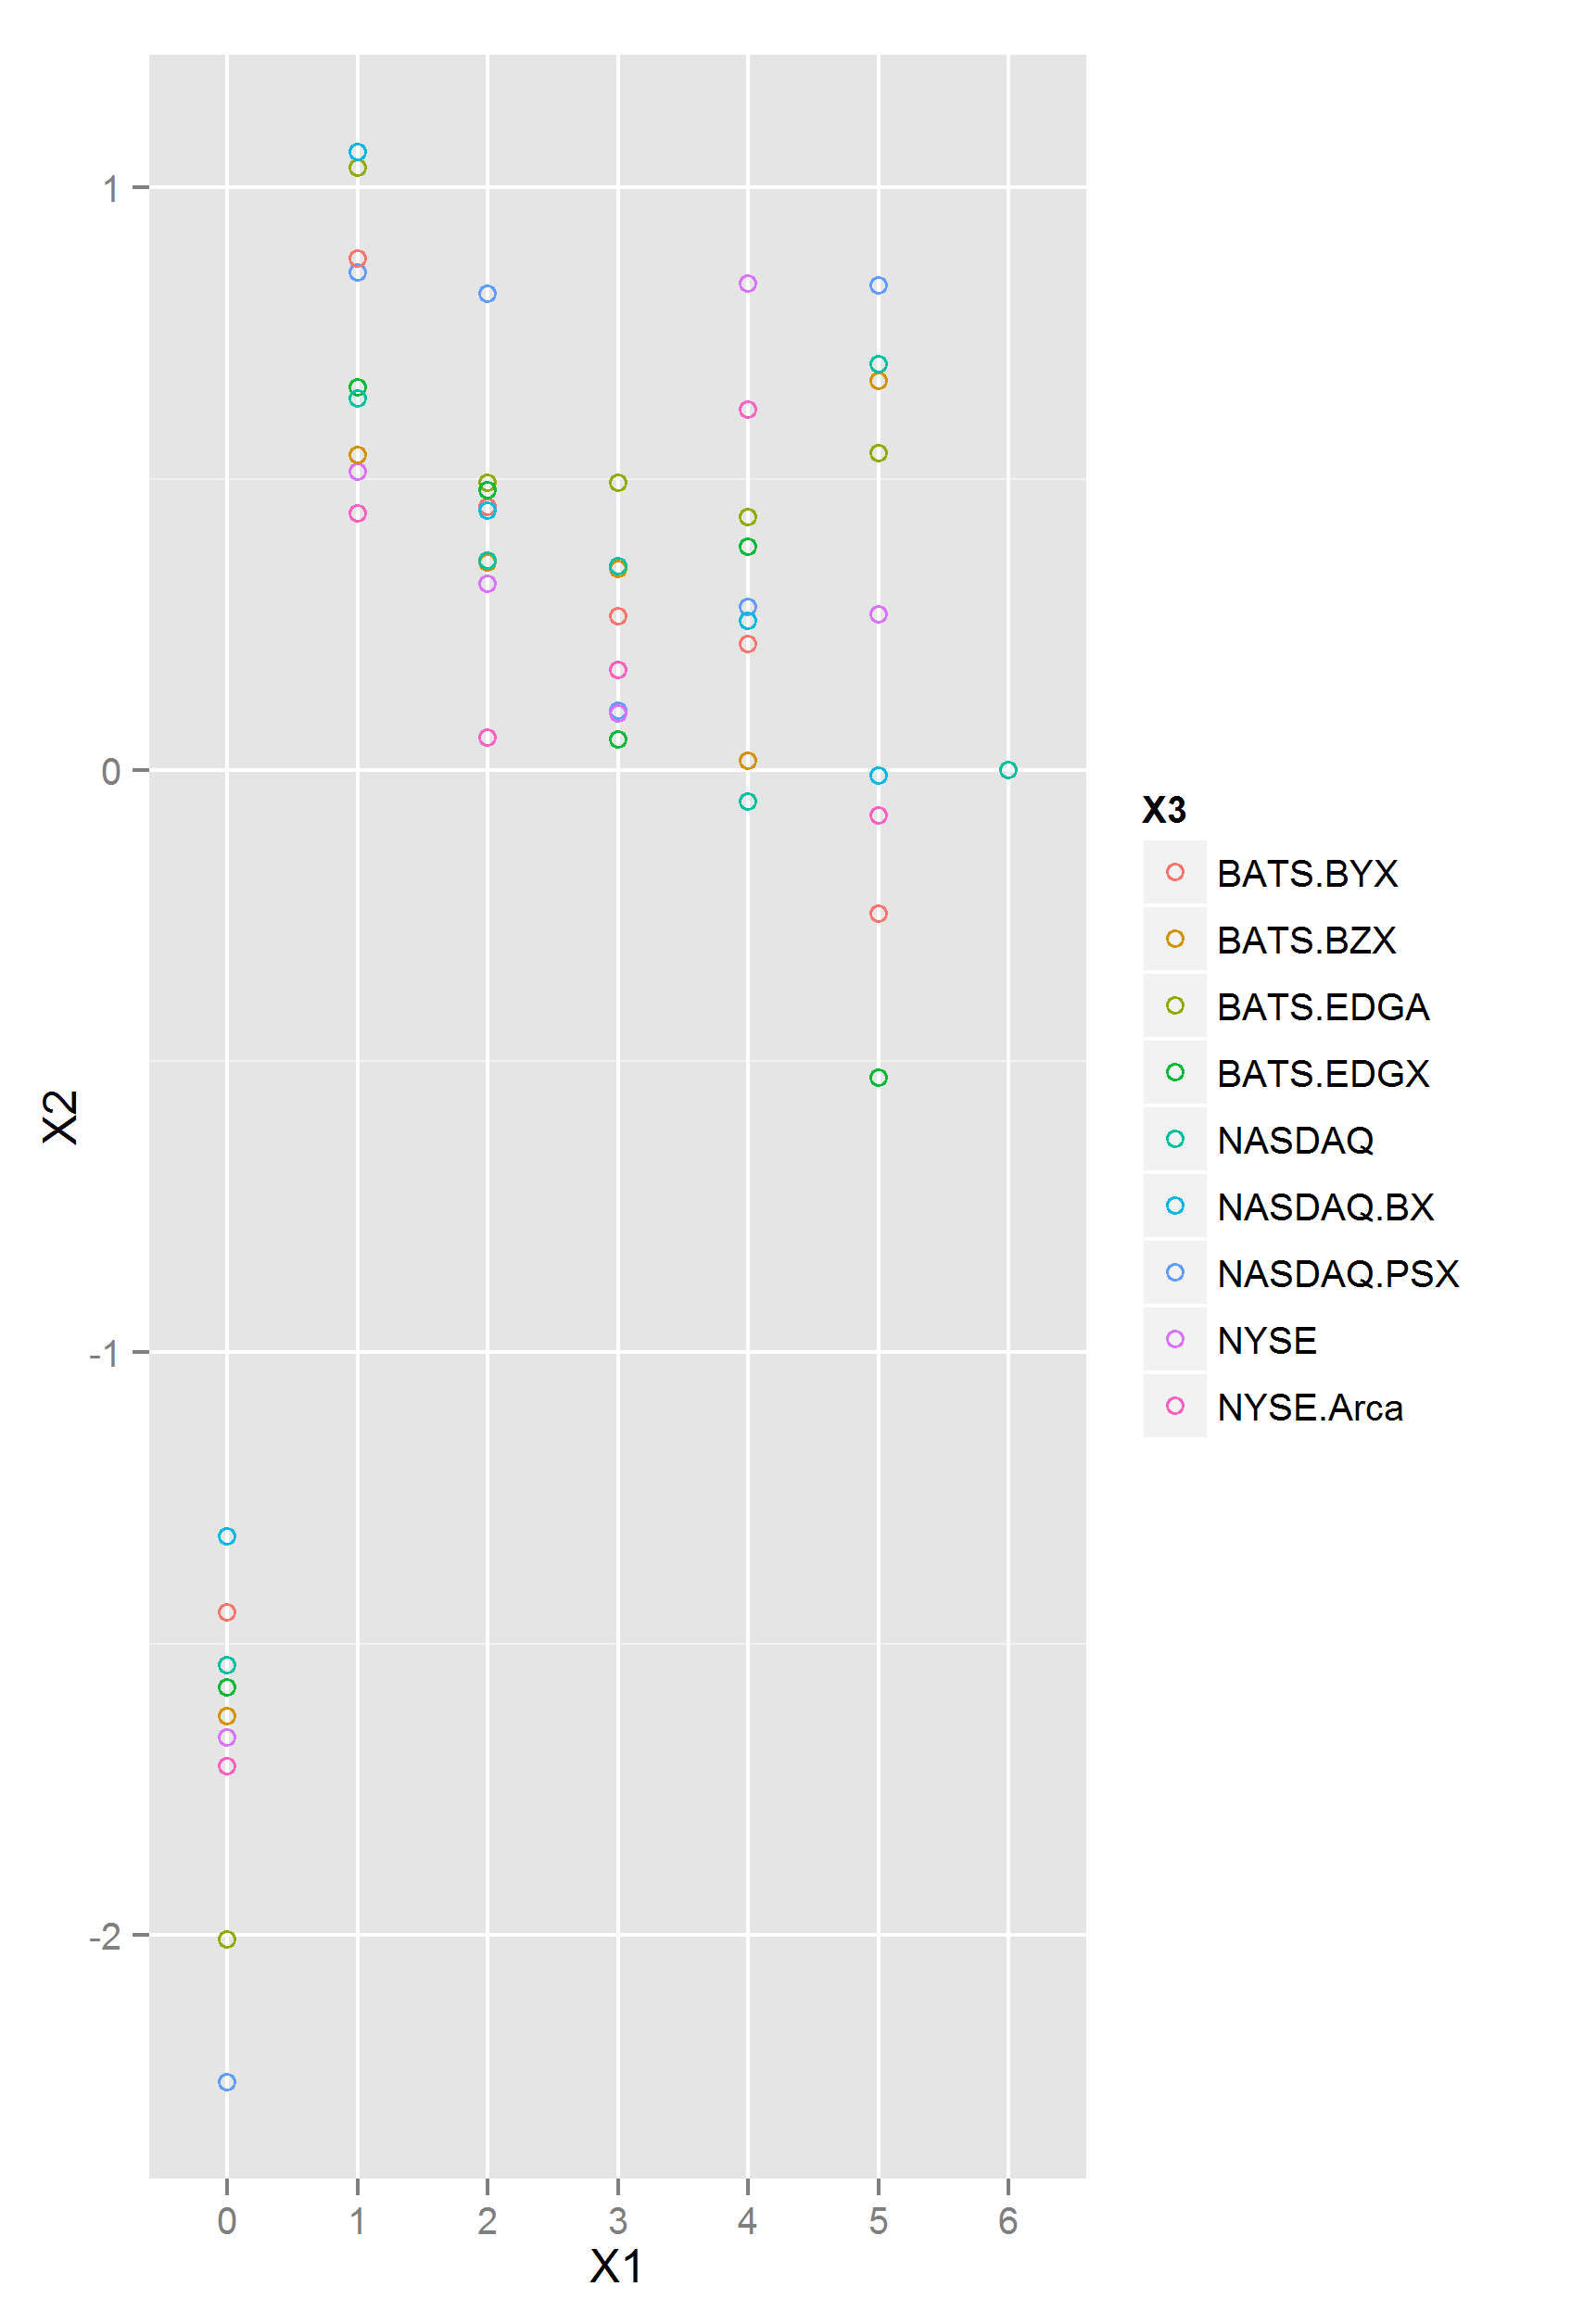 1
0
-1
-2
X2
0 1 2 3 4 5 6
X1
X3
BATS.BYX
BATS.BZX
BATS.EDGA
BATS.EDGX
NASDAQ
NASDAQ.BX
NASDAQ.PSX
NYSE
NYSE.Arca